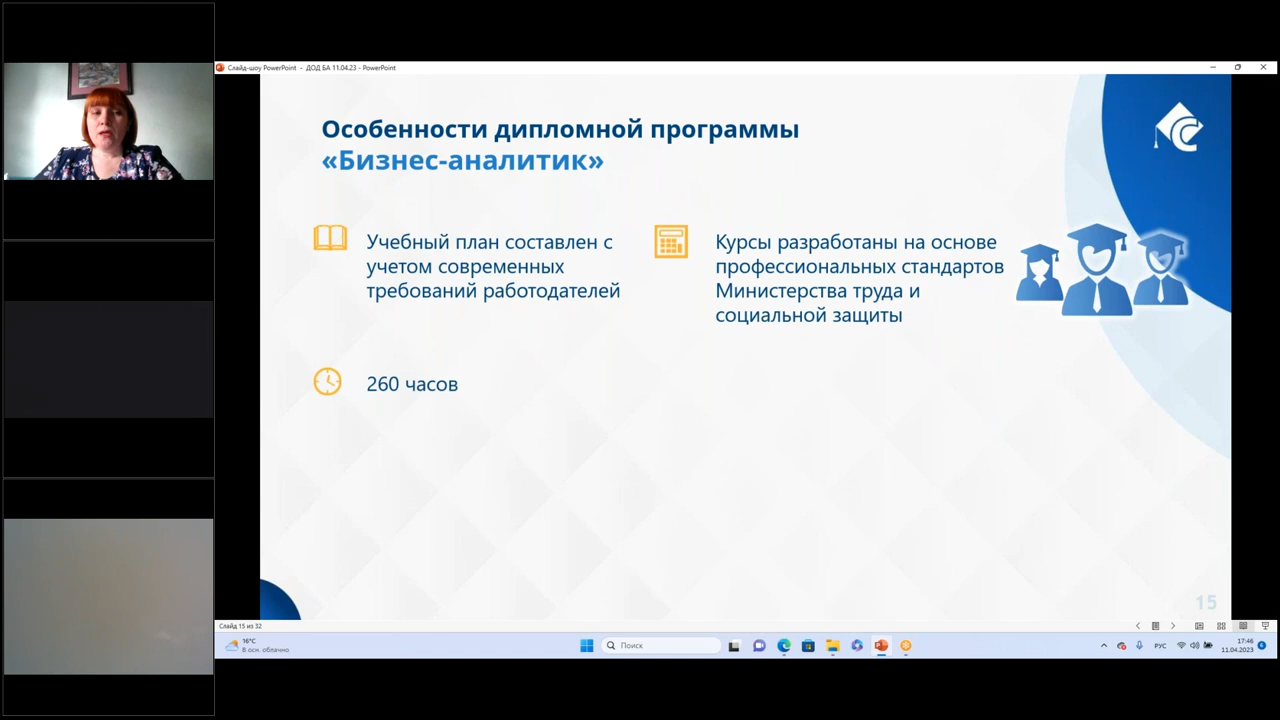 Слайд-шоу PowerPoint - ДОД БА 11.04.23 - PowerPoint
Особенности дипломной программы
«Бизнес-аналитик»
Учебный план составлен с
учетом современных
требований работодателей
Курсы разработаны на основе
профессиональных стандартов
Министерства труда и
социальной защиты
260 часов
15
Слайд 15 из 32
16°C
В осн. облачно
Поиск
РУС
17:46
11.04.2023